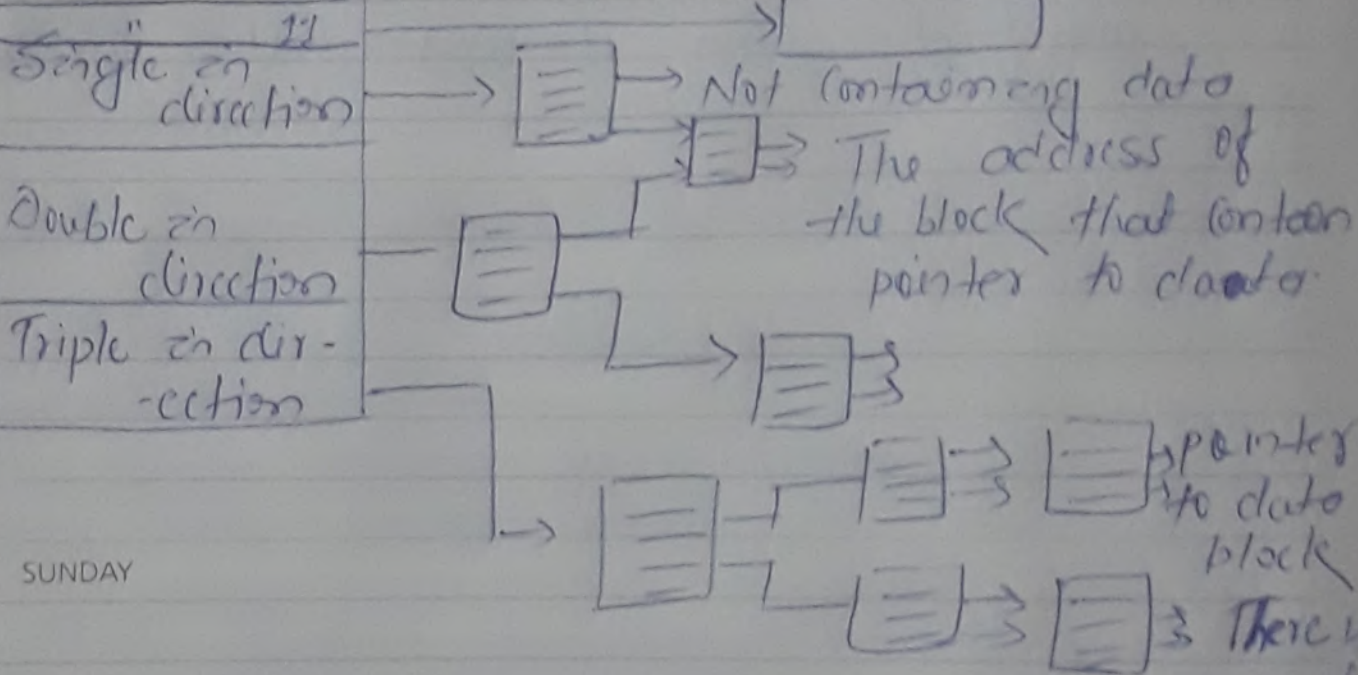 " 11
Single in
direction
Not Containing data
The address of
the block that contain
pointer to data.
Double in
direction
Triple in dir-
-ection
pointer
to data
block
SUNDAY
There